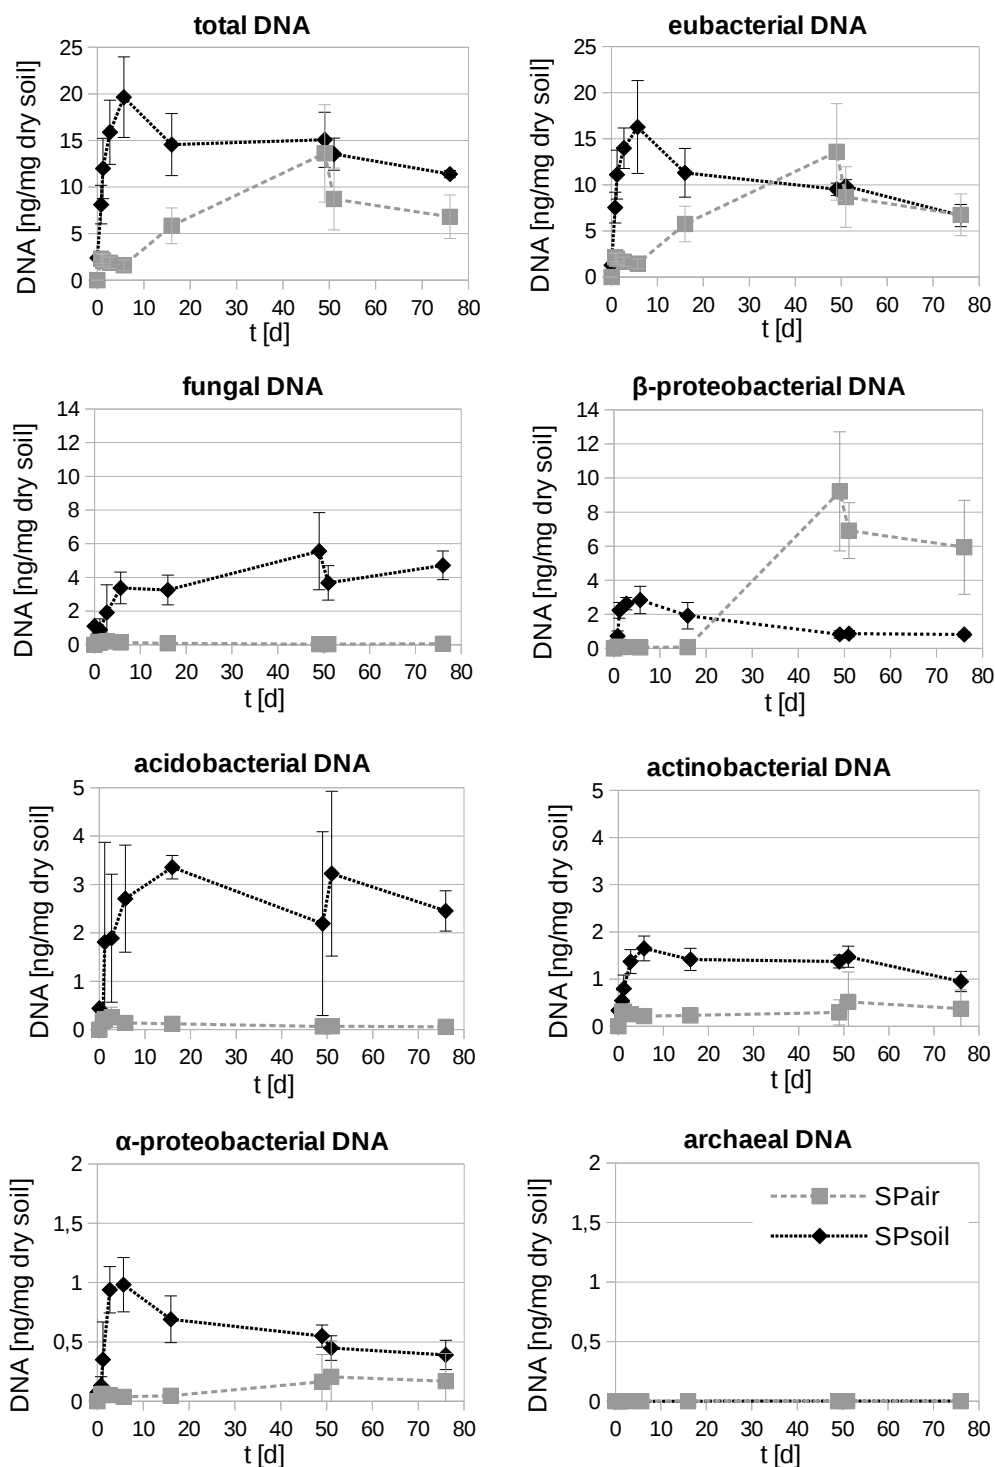 total DNA
DNA [ng/mg dry soil]
25
20
15
10
5
0
0 10 20 30 40 50 60 70 80
t [d]
eubacterial DNA
DNA [ng/mg dry soil]
25
20
15
10
5
0
0 10 20 30 40 50 60 70 80
t [d]
fungal DNA
DNA [ng/mg dry soil]
14
12
10
8
6
4
2
0
0 10 20 30 40 50 60 70 80
t [d]
β-proteobacterial DNA
DNA [ng/mg dry soil]
14
12
10
8
6
4
2
0
0 10 20 30 40 50 60 70 80
t [d]
acidobacterial DNA
DNA [ng/mg dry soil]
5
4
3
2
1
0
0 10 20 30 40 50 60 70 80
t [d]
actinobacterial DNA
DNA [ng/mg dry soil]
5
4
3
2
1
0
0 10 20 30 40 50 60 70 80
t [d]
α-proteobacterial DNA
DNA [ng/mg dry soil]
2
1,5
1
0,5
0
0 10 20 30 40 50 60 70 80
t [d]
archaeal DNA
DNA [ng/mg dry soil]
2
1,5
1
0,5
0
SPair
SPsoil
0 10 20 30 40 50 60 70 80
t [d]